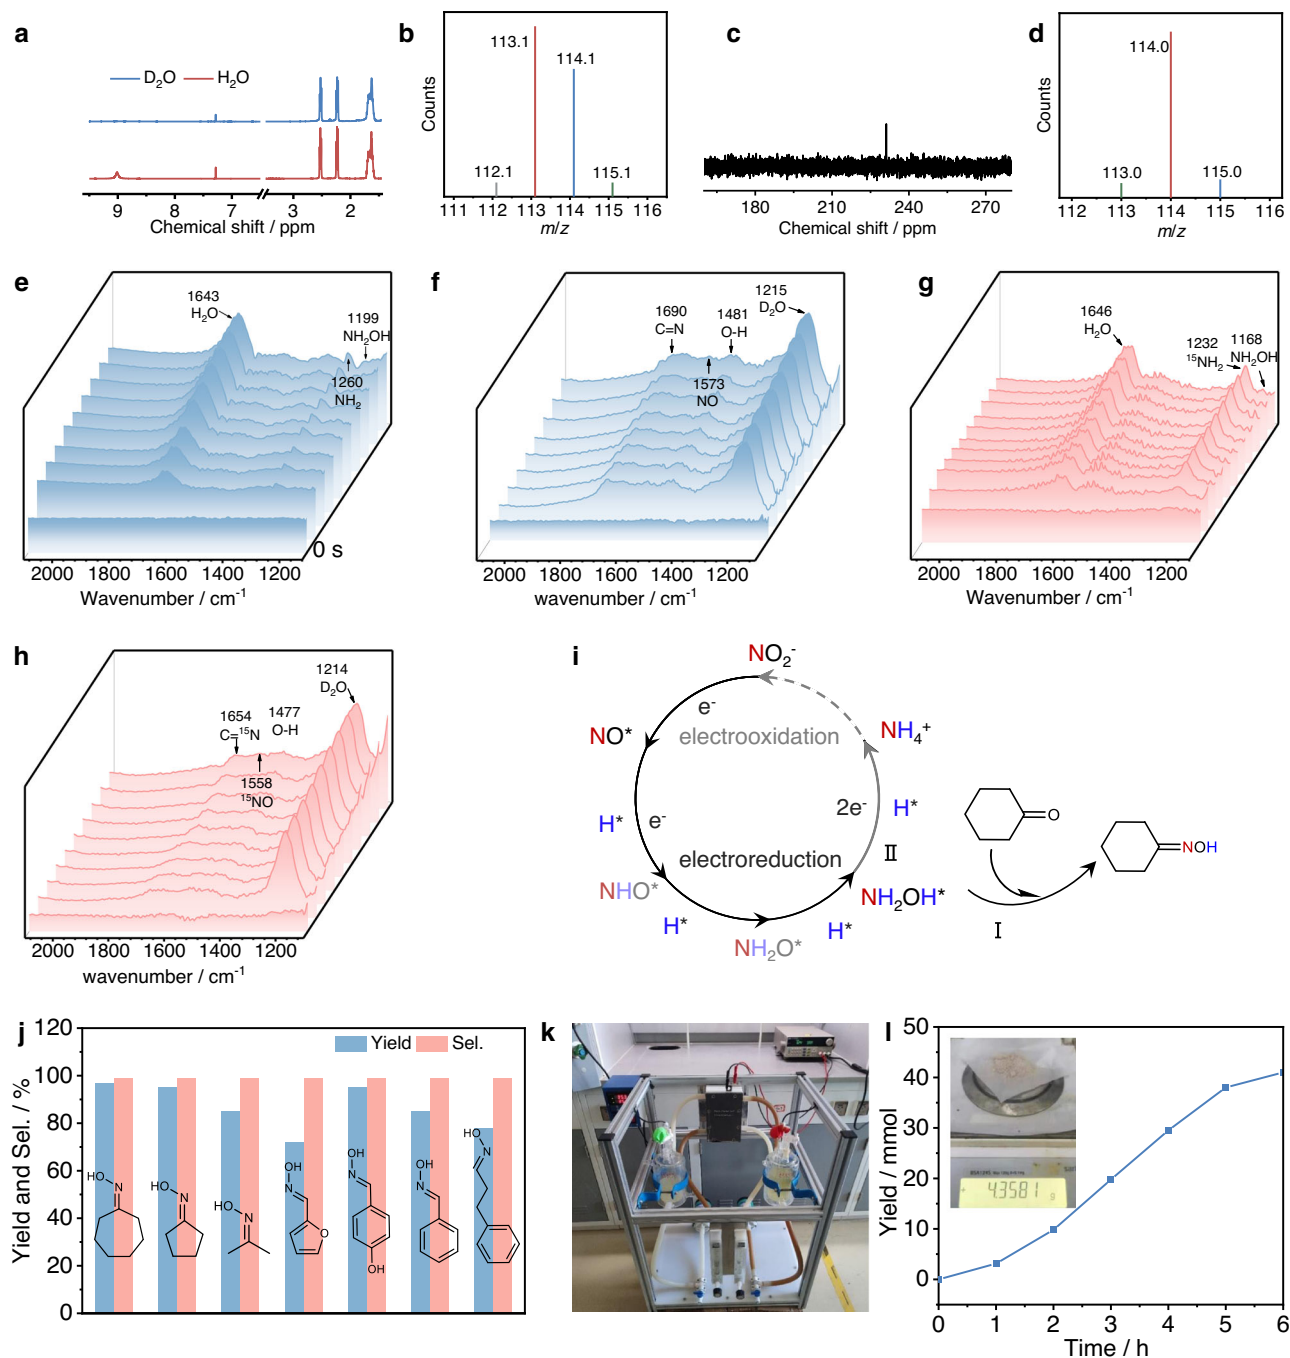 a
D₂O H₂O
9 8 7 3 2
Chemical shift / ppm
b
Counts
113.1
114.1
112.1
115.1
111 112 113 114 115 116
m/z
c
180 210 240 270
Chemical shift / ppm
d
Counts
114.0
113.0
115.0
112 113 114 115 116
m/z
e
1643
H₂O
1199
NH₂OH
1260
NH₂
0 s
2000 1800 1600 1400 1200
Wavenumber / cm⁻¹
f
1690
C=N
1481
O-H
1215
D₂O
1573
NO
2000 1800 1600 1400 1200
wavenumber / cm⁻¹
g
1646
H₂O
1232
¹⁵NH₂
1168
NH₂OH
2000 1800 1600 1400 1200
Wavenumber / cm⁻¹
h
1654
C=¹⁵N
1477
O-H
1214
D₂O
1558
¹⁵NO
2000 1800 1600 1400 1200
wavenumber / cm⁻¹
i
NO₂⁻
e⁻
NO*
electrooxidation
NH₄⁺
H*
e⁻
2e⁻
H*
electroreduction
II
NHO*
H*
NH₂O*
H*
NH₂OH*
I
O
NOH
j
Yield and Sel. / %
120
100
80
60
40
20
0
Yield Sel.
HO N
HO N
HO N
OH N O
OH N OH
OH N
HO N
k
l
Yield / mmol
50
40
30
20
10
0
4.3581 g
0 1 2 3 4 5 6
Time / h